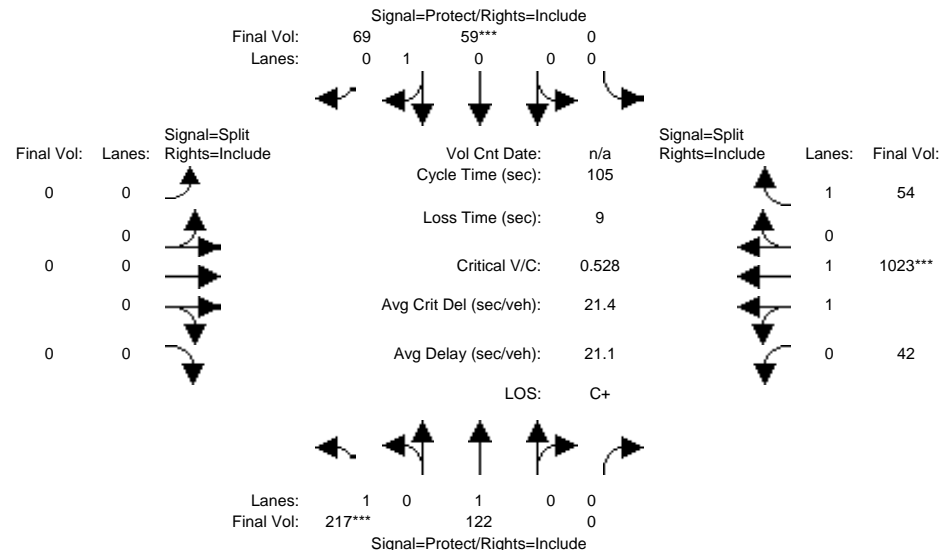 Signal=Protect/Rights=Include
Final Vol: 69 59*** 0
Lanes: 0 1 0 0 0
Signal=Split Signal=Split
Final Vol: Lanes: Rights=Include Vol Cnt Date: n/a Rights=Include Lanes: Final Vol:
Cycle Time (sec): 105
0 0 1 54
Loss Time (sec): 9
0 0
0 0 Critical V/C: 0.528 1 1023***
0 Avg Crit Del (sec/veh): 21.4 1
0 0 Avg Delay (sec/veh): 21.1 0 42
LOS: C+
Lanes: 1 0 1 0 0
Final Vol: 217*** 122 0
Signal=Protect/Rights=Include